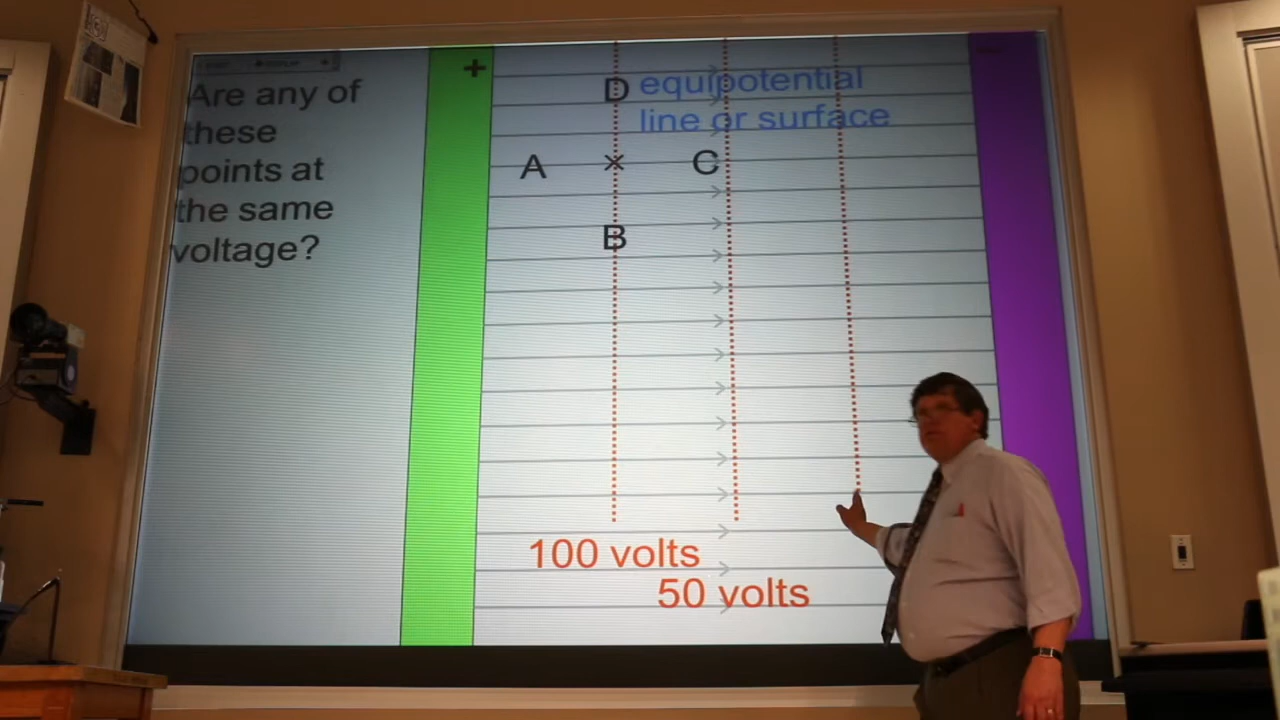 Are any of
these
points at
the same
voltage?
+
D equipotential
line or surface
A × C
B
100 volts
50 volts